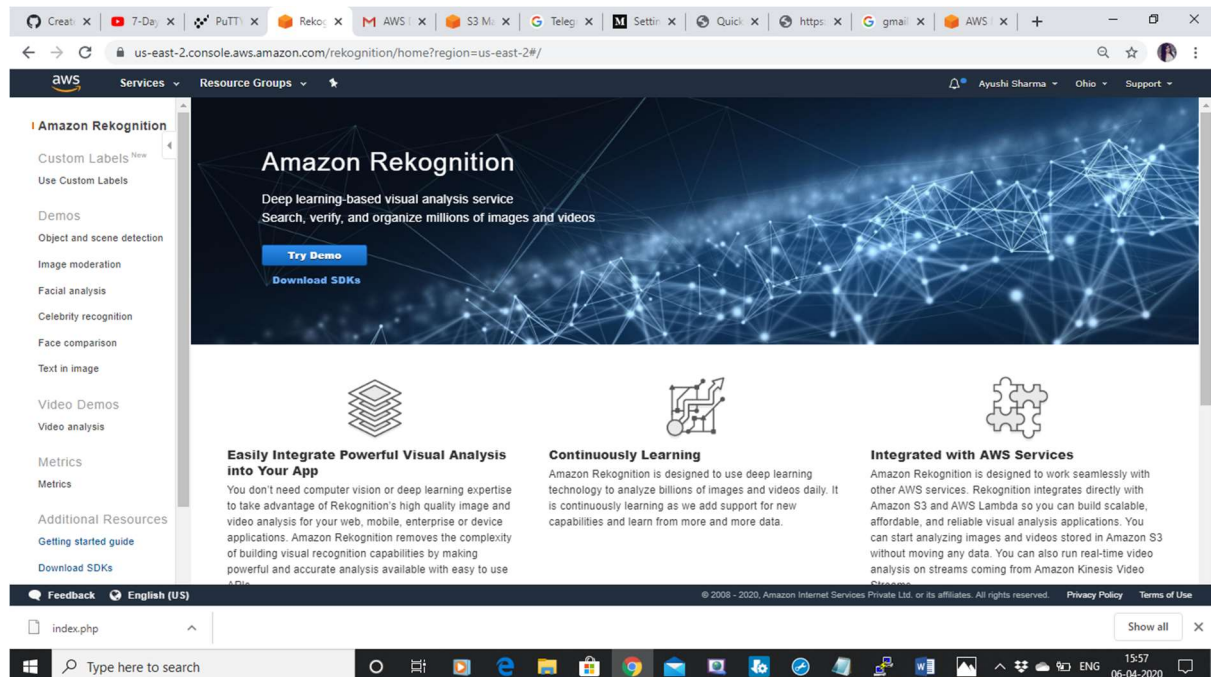 Creati
7-Day
PuTT
Rekog
AWS
S3 Ma
Teleg
Settin
Quick
https:
gmail
AWS
us-east-2.console.aws.amazon.com/rekognition/home?region=us-east-2#/
aws
Services
Resource Groups
Ayushi Sharma
Ohio
Support
Amazon Rekognition
Custom Labels New
Use Custom Labels
Demos
Object and scene detection
Image moderation
Facial analysis
Celebrity recognition
Face comparison
Text in image
Video Demos
Video analysis
Metrics
Metrics
Additional Resources
Getting started guide
Download SDKs
Amazon Rekognition
Deep learning-based visual analysis service
Search, verify, and organize millions of images and videos
Try Demo
Download SDKs
Easily Integrate Powerful Visual Analysis
into Your App
You don't need computer vision or deep learning expertise
to take advantage of Rekognition's high quality image and
video analysis for your web, mobile, enterprise or device
applications. Amazon Rekognition removes the complexity
of building visual recognition capabilities by making
powerful and accurate analysis available with easy to use
APIs
Continuously Learning
Amazon Rekognition is designed to use deep learning
technology to analyze billions of images and videos daily. It
is continuously learning as we add support for new
capabilities and learn from more and more data.
Integrated with AWS Services
Amazon Rekognition is designed to work seamlessly with
other AWS services. Rekognition integrates directly with
Amazon S3 and AWS Lambda so you can build scalable,
affordable, and reliable visual analysis applications. You
can start analyzing images and videos stored in Amazon S3
without moving any data. You can also run real-time video
analysis on streams coming from Amazon Kinesis Video
Streams
Feedback
English (US)
© 2008 - 2020, Amazon Internet Services Private Ltd. or its affiliates. All rights reserved.
Privacy Policy
Terms of Use
index.php
Show all
Type here to search
ENG
15:57
06-04-2020